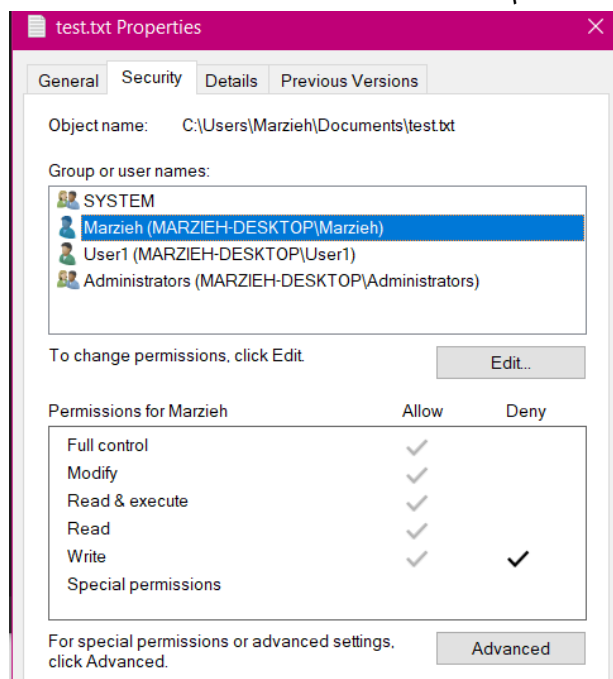 test.txt Properties
General Security Details Previous Versions
Object name: C:\Users\Marzieh\Documents\test.txt
Group or user names:
SYSTEM
Marzieh (MARZIEH-DESKTOP\Marzieh)
User1 (MARZIEH-DESKTOP\User1)
Administrators (MARZIEH-DESKTOP\Administrators)
To change permissions, click Edit.
Edit...
Permissions for Marzieh Allow Deny
Full control
Modify
Read & execute
Read
Write
Special permissions
For special permissions or advanced settings,
click Advanced.
Advanced